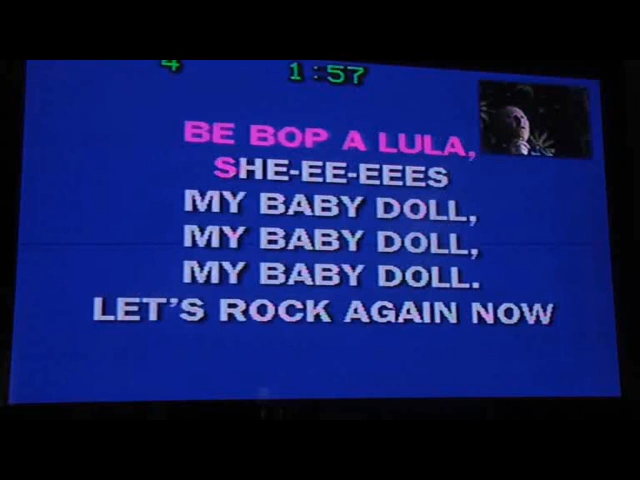 4 1:57
BE BOP A LULA,
SHE-EE-EEES
MY BABY DOLL,
MY BABY DOLL,
MY BABY DOLL.
LET'S ROCK AGAIN NOW